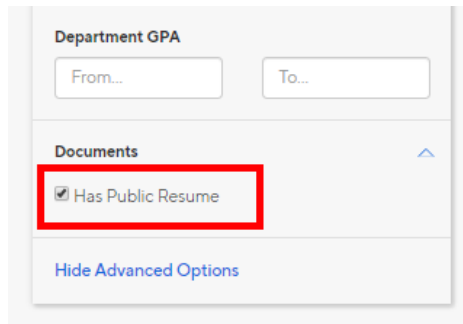 Department GPA
From... To...
Documents
Has Public Resume
Hide Advanced Options